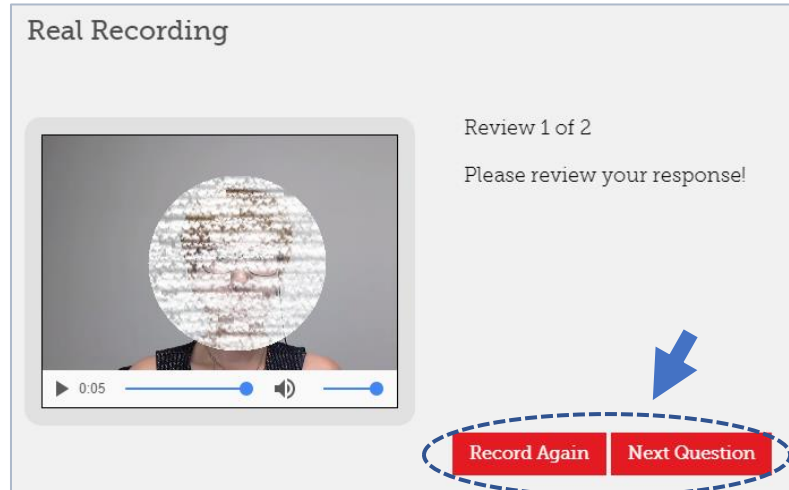 Real Recording
Review 1 of 2
Please review your response!
0:05
Record Again Next Question